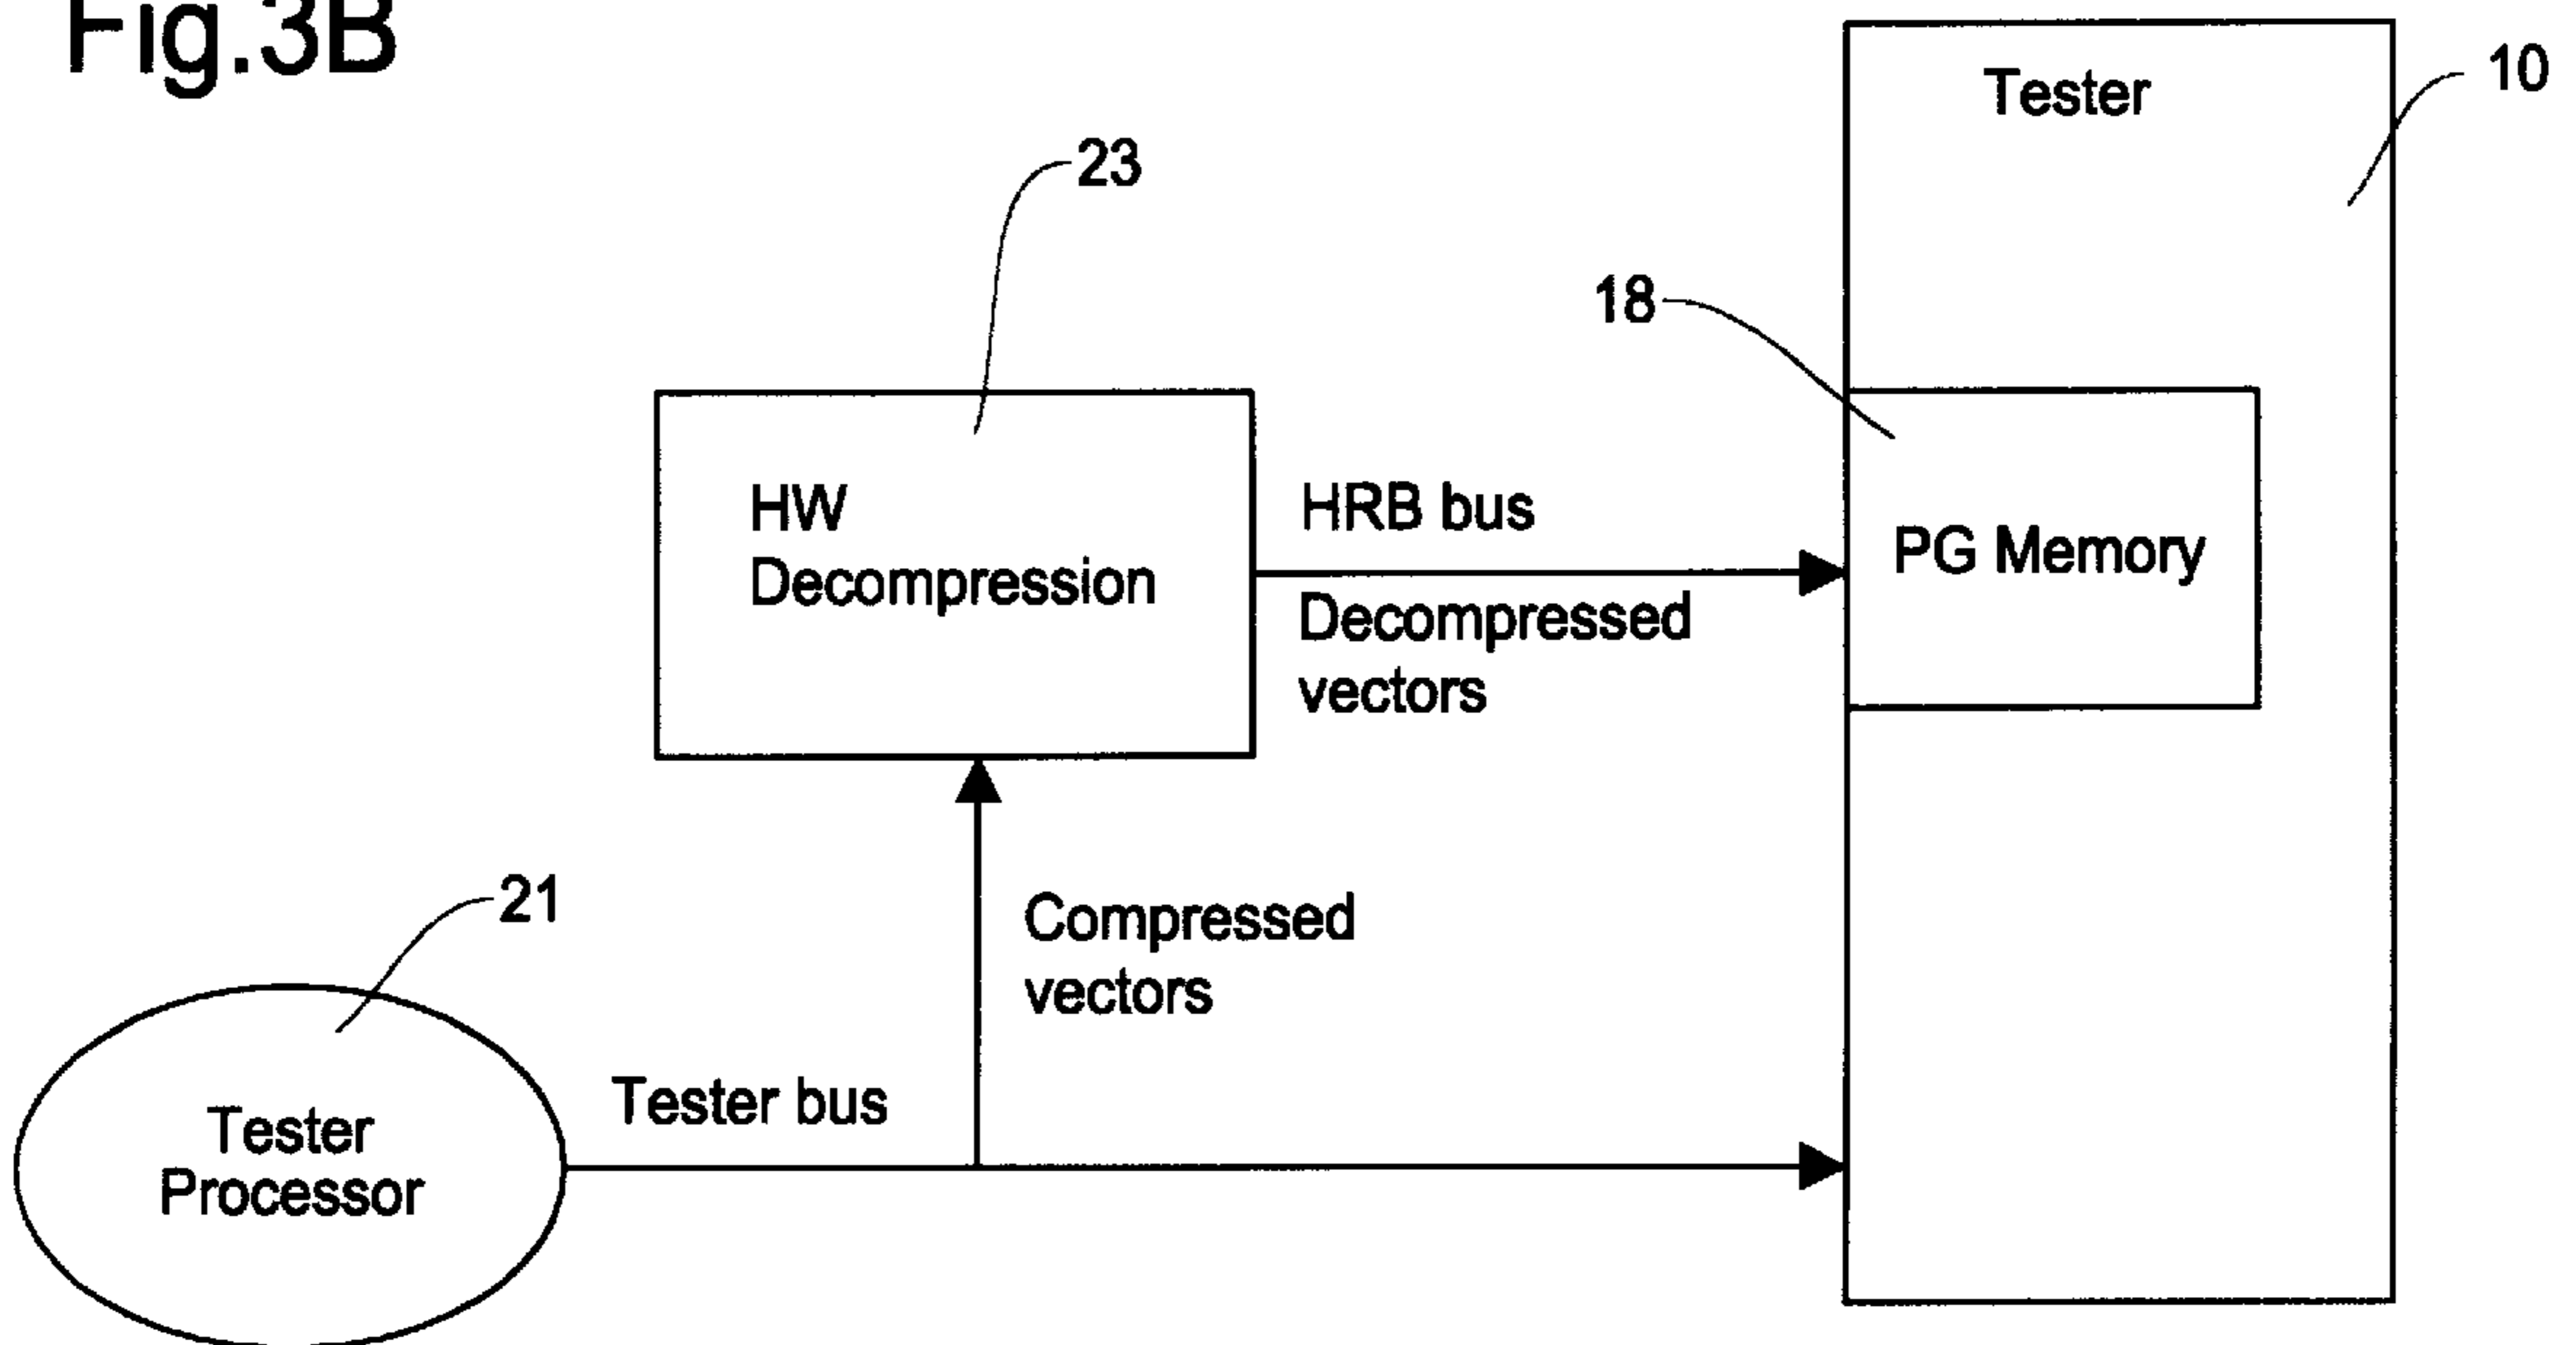 Fig.3B
Tester
10
23
18
HW
Decompression
HRB bus
Decompressed
vectors
PG Memory
21
Compressed
vectors
Tester bus
Tester
Processor